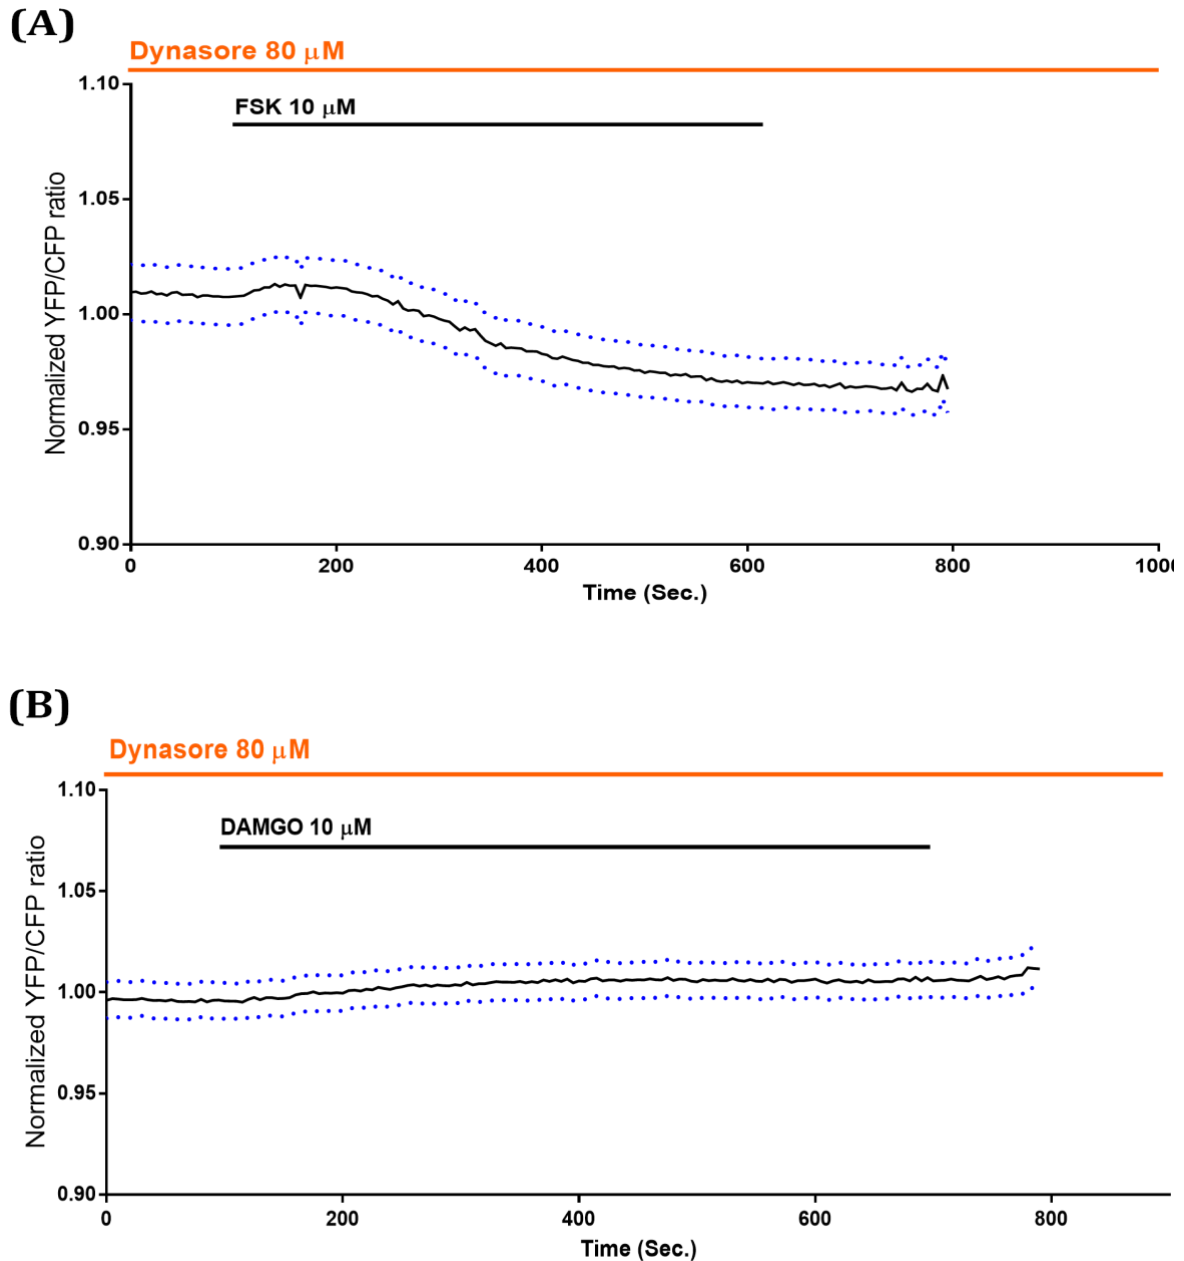 (A)
Dynasore 80 μM
FSK 10 μM
Normalized YFP/CFP ratio
1.10
1.05
1.00
0.95
0.90
0 200 400 600 800 1000
Time (Sec.)
(B)
Dynasore 80 μM
DAMGO 10 μM
Normalized YFP/CFP ratio
1.10
1.05
1.00
0.95
0.90
0 200 400 600 800
Time (Sec.)